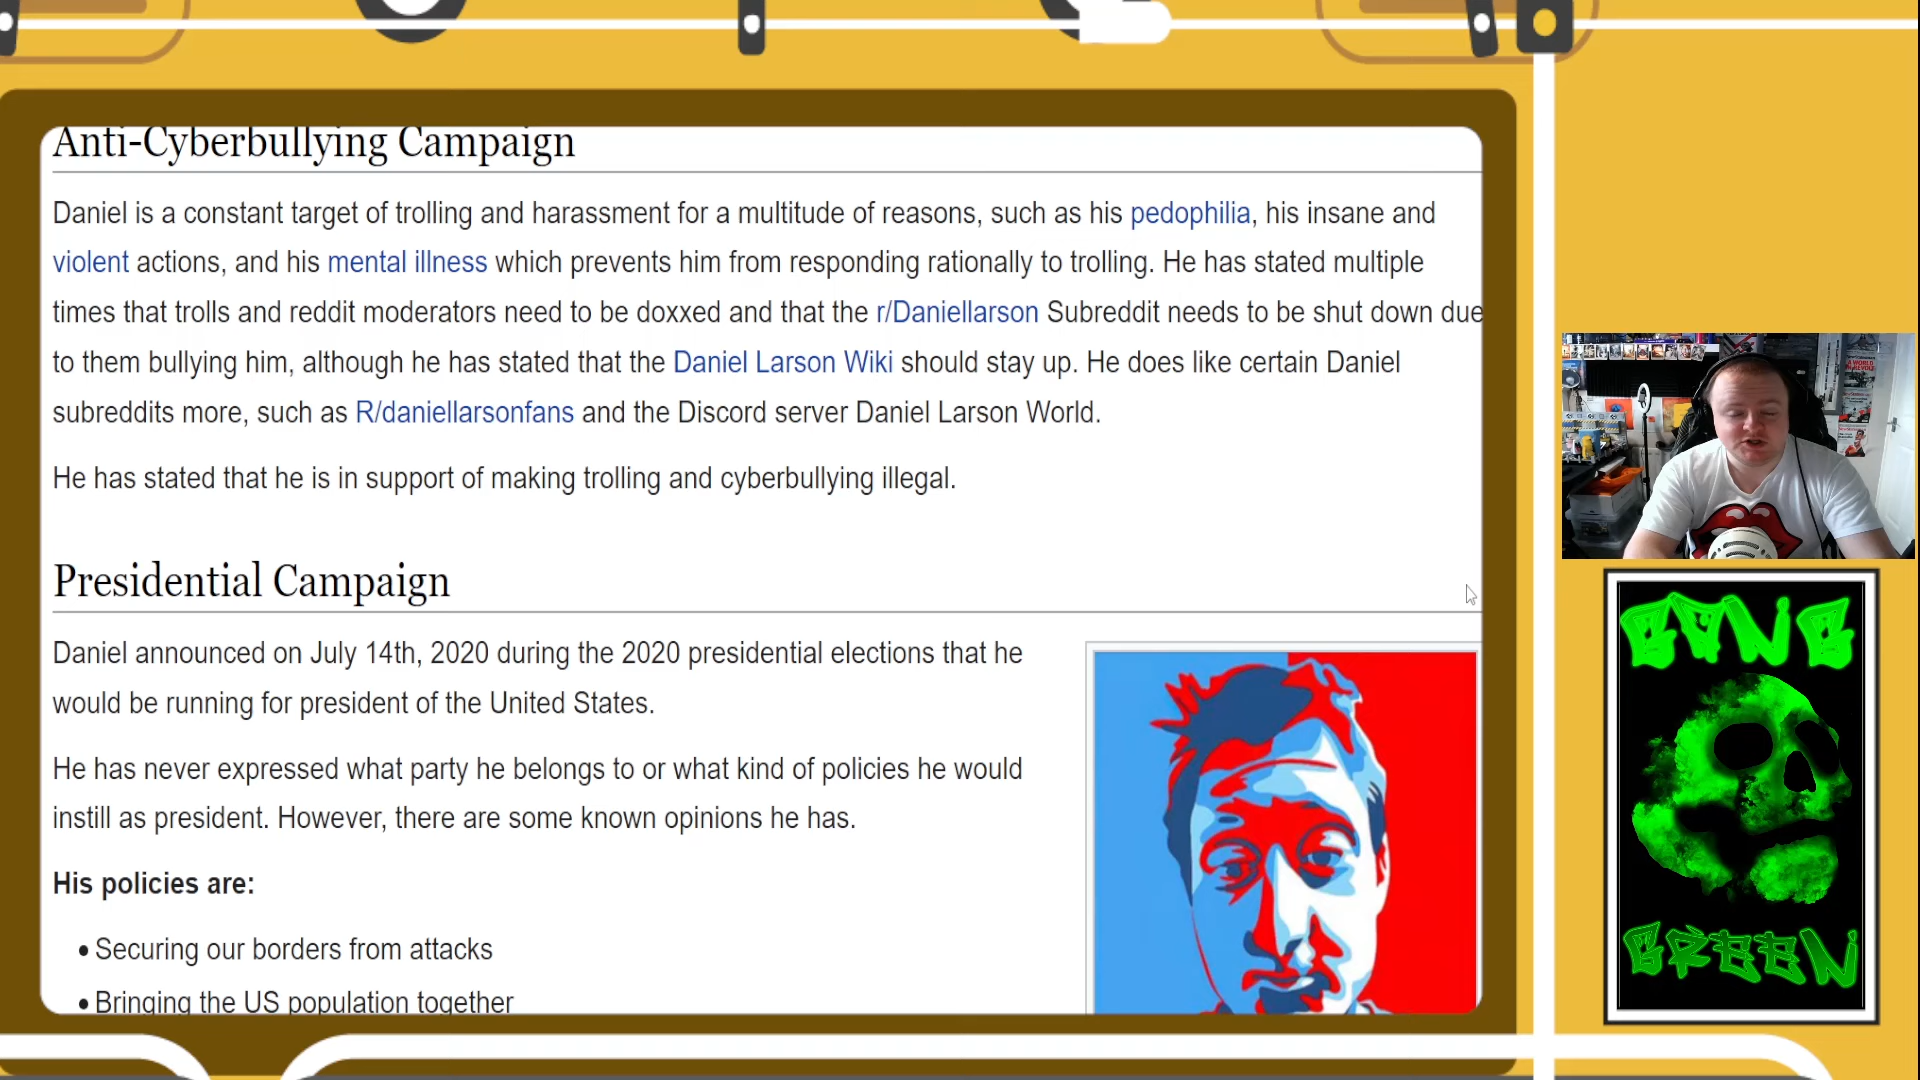 Anti-Cyberbullying Campaign
Daniel is a constant target of trolling and harassment for a multitude of reasons, such as his pedophilia, his insane and
violent actions, and his mental illness which prevents him from responding rationally to trolling. He has stated multiple
times that trolls and reddit moderators need to be doxxed and that the r/Daniellarson Subreddit needs to be shut down due
to them bullying him, although he has stated that the Daniel Larson Wiki should stay up. He does like certain Daniel
subreddits more, such as R/daniellarsonfans and the Discord server Daniel Larson World.
He has stated that he is in support of making trolling and cyberbullying illegal.
Presidential Campaign
Daniel announced on July 14th, 2020 during the 2020 presidential elections that he
would be running for president of the United States.
He has never expressed what party he belongs to or what kind of policies he would
instill as president. However, there are some known opinions he has.
His policies are:
• Securing our borders from attacks
• Bringing the US population together
GREEN